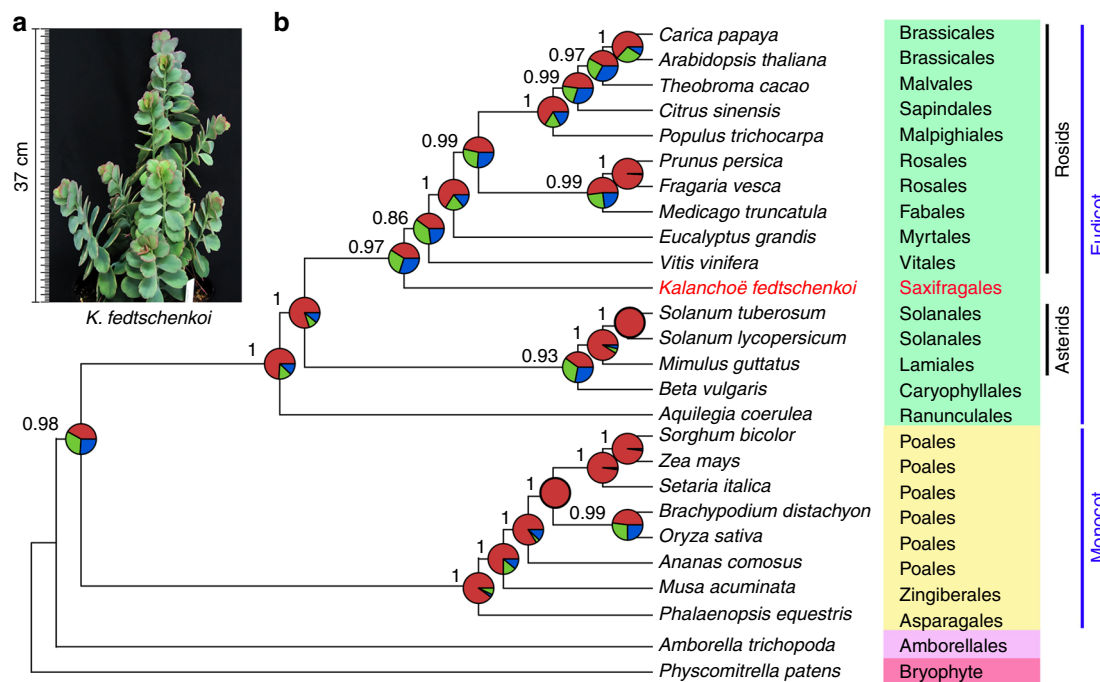 a
b
37 cm
K. fedtschenkoi
1
0.97
0.99
1
0.99
1
0.99
1
0.86
0.97
1
1
1
0.93
1
0.98
1
1
1
0.99
1
1
1
1
Carica papaya Brassicales
Arabidopsis thaliana Brassicales
Theobroma cacao Malvales
Citrus sinensis Sapindales
Populus trichocarpa Malpighiales
Prunus persica Rosales
Fragaria vesca Rosales
Medicago truncatula Fabales
Eucalyptus grandis Myrtales
Vitis vinifera Vitales
Kalanchoë fedtschenkoi Saxifragales
Solanum tuberosum Solanales
Solanum lycopersicum Solanales
Mimulus guttatus Lamiales
Beta vulgaris Caryophyllales
Aquilegia coerulea Ranunculales
Sorghum bicolor Poales
Zea mays Poales
Setaria italica Poales
Brachypodium distachyon Poales
Oryza sativa Poales
Ananas comosus Poales
Musa acuminata Zingiberales
Phalaenopsis equestris Asparagales
Amborella trichopoda Amborellales
Physcomitrella patens Bryophyte
Rosids
Asterids
Eudicot
Monocot